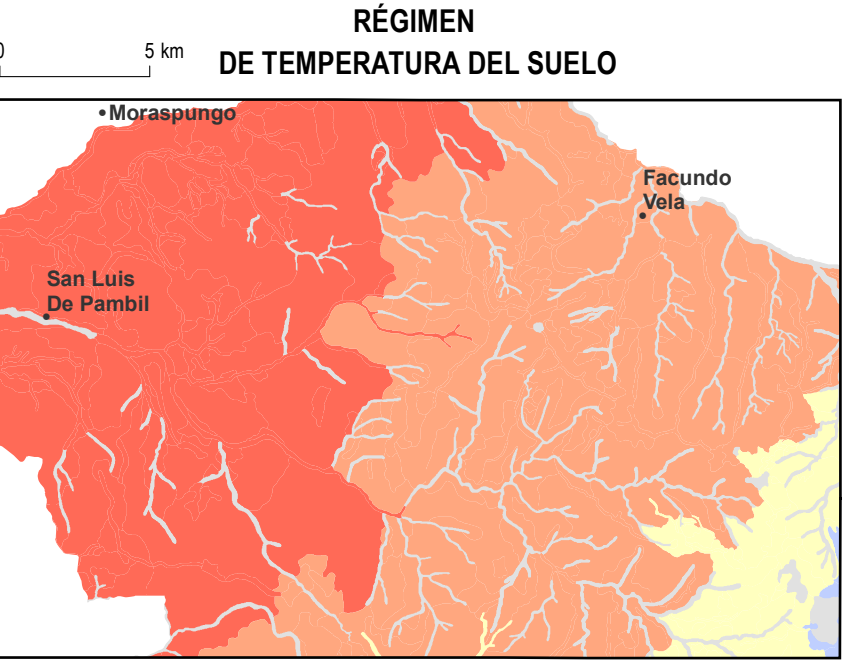 RÉGIMEN
DE TEMPERATURA DEL SUELO
0 5 km
Moraspungo
Facundo
Vela
San Luis
De Pambil